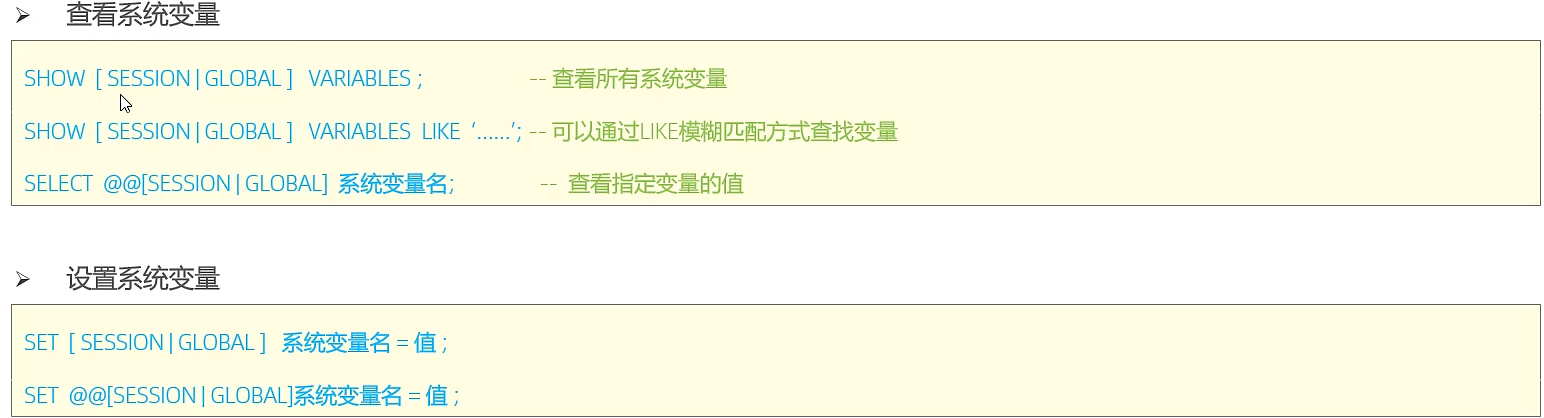 查看系统变量
SHOW [ SESSION | GLOBAL ] VARIABLES ; -- 查看所有系统变量
SHOW [ SESSION | GLOBAL ] VARIABLES LIKE ‘......’; -- 可以通过LIKE模糊匹配方式查找变量
SELECT @@[SESSION | GLOBAL] 系统变量名; -- 查看指定变量的值
设置系统变量
SET [ SESSION | GLOBAL ] 系统变量名 = 值 ;
SET @@[SESSION | GLOBAL]系统变量名 = 值 ;